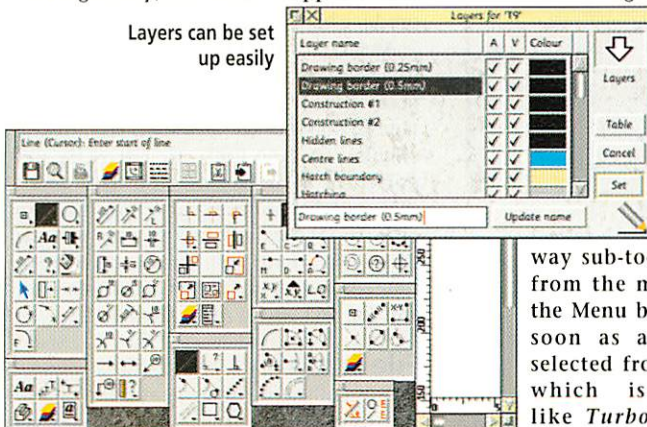 Layers can be set
up easily
Layers for 'T9'
Layer name A V Colour
Drawing border (0.25mm)
Drawing border (0.5mm)
Construction #1
Construction #2
Hidden lines
Centre lines
Hatch boundary
Hatching
Drawing border (0.5mm)
Update name
Layers
Table
Cancel
Set
Line (Cursor): Enter start of line
way sub-to
from the m
the Menu b
soon as a
selected fro
which is
like Turbo